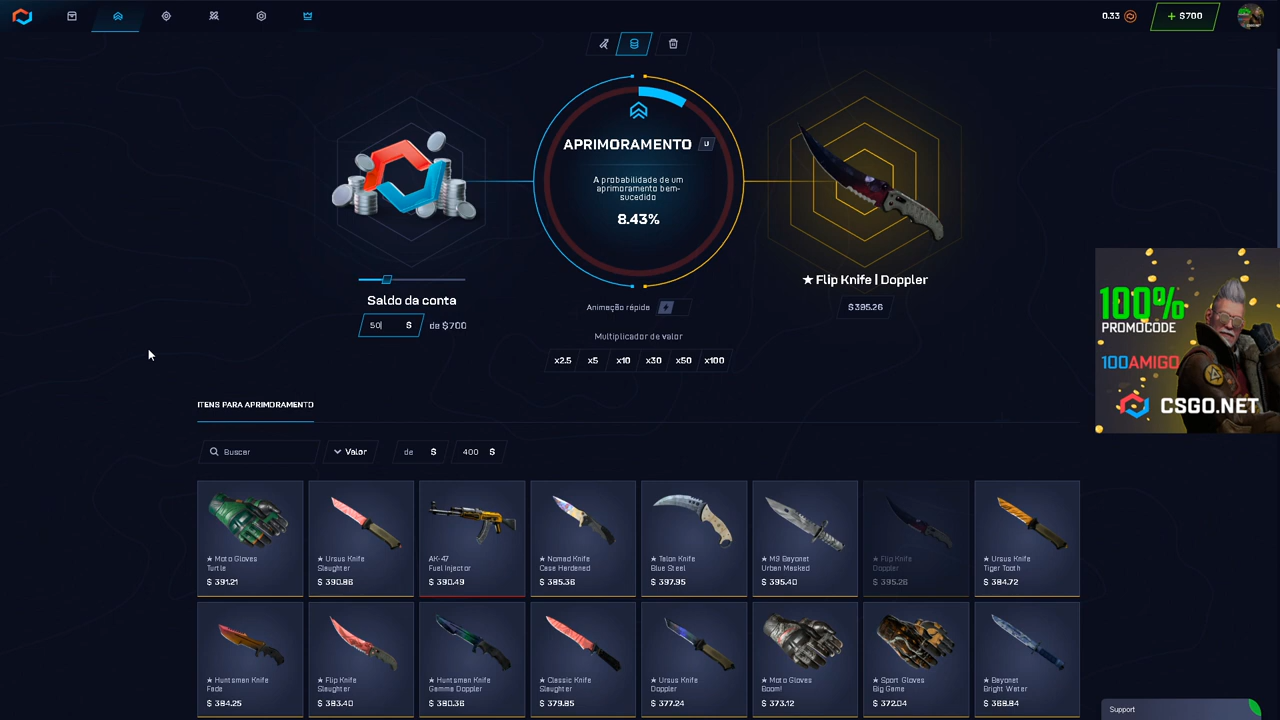 0.33
+ $700
APRIMORAMENTO U
A probabilidade de um
aprimoramento bem-
sucedido
8.43%
Saldo da conta
50 $ de $700
Animação rápida
Multiplicador de valor
x2.5 x5 x10 x30 x50 x100
★ Flip Knife | Doppler
$395.26
100%
PROMOCODE
100AMIGO
CSGO.NET
ITENS PARA APRIMORAMENTO
Buscar Valor de $ 400 $
★ Moto Gloves
Turtle
$ 391.21
★ Ursus Knife
Slaughter
$ 390.86
AK-47
Fuel Injector
$ 390.49
★ Nomad Knife
Case Hardened
$ 385.36
★ Talon Knife
Blue Steel
$ 397.95
★ M9 Bayonet
Urban Masked
$ 395.40
★ Flip Knife
Doppler
$ 395.26
★ Ursus Knife
Tiger Tooth
$ 384.72
★ Huntsman Knife
Fade
$ 384.25
★ Flip Knife
Slaughter
$ 383.40
★ Huntsman Knife
Gamma Doppler
$ 380.36
★ Classic Knife
Slaughter
$ 379.85
★ Ursus Knife
Doppler
$ 377.24
★ Moto Gloves
Boom!
$ 373.12
★ Sport Gloves
Big Game
$ 372.04
★ Bayonet
Bright Water
$ 368.84
Support